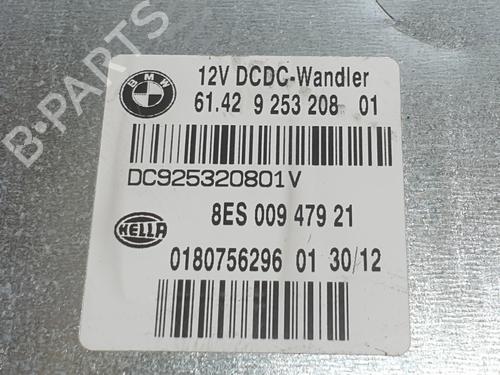 BMW
12V DCDC-Wandler
61.42 9 253 208 01
DC925320801V
8ES 009 479 21
HELLA
0180756296 01 30/12
B-PARTS